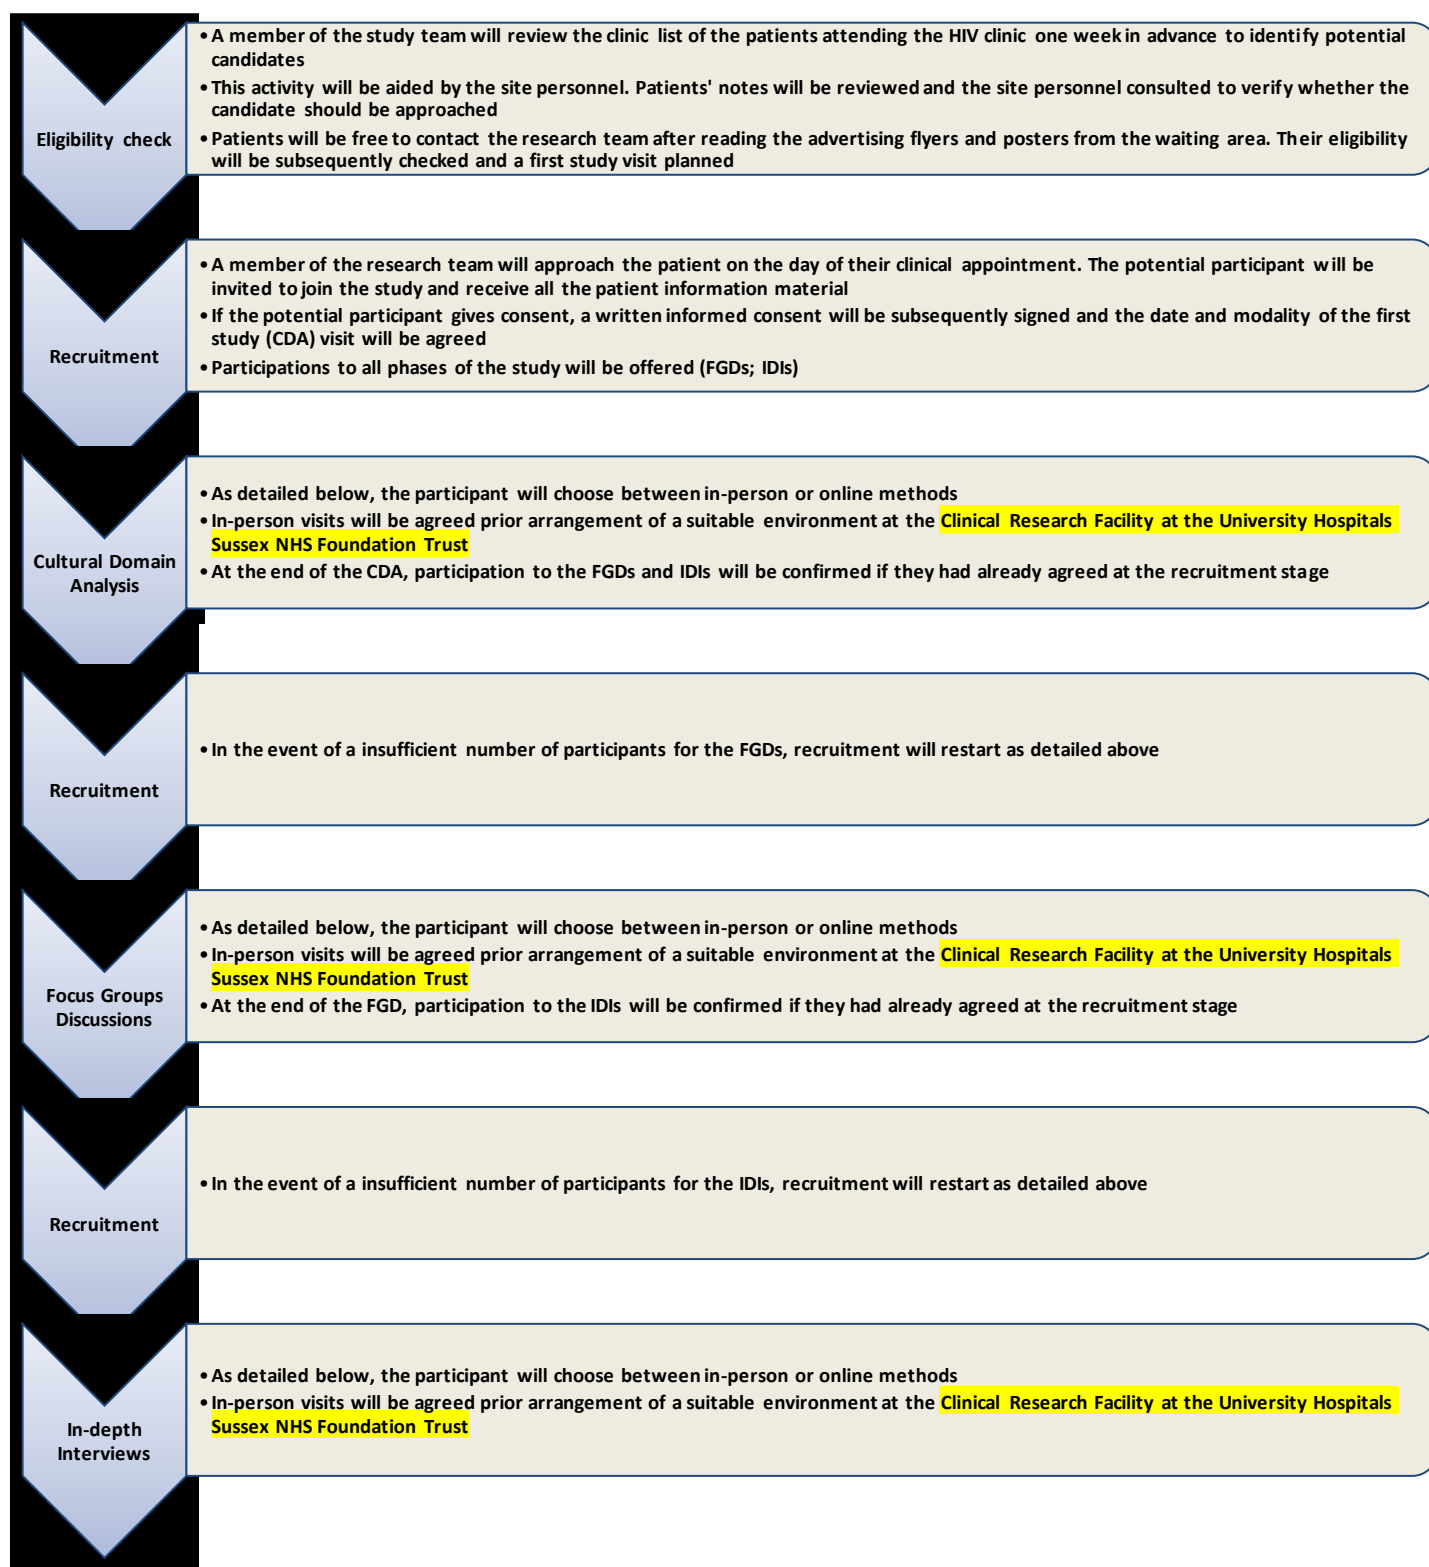 Eligibility check
• A member of the study team will review the clinic list of the patients attending the HIV clinic one week in advance to identify potential
candidates
• This activity will be aided by the site personnel. Patients' notes will be reviewed and the site personnel consulted to verify whether the
candidate should be approached
• Patients will be free to contact the research team after reading the advertising flyers and posters from the waiting area. Their eligibility
will be subsequently checked and a first study visit planned
Recruitment
• A member of the research team will approach the patient on the day of their clinical appointment. The potential participant will be
invited to join the study and receive all the patient information material
• If the potential participant gives consent, a written informed consent will be subsequently signed and the date and modality of the first
study (CDA) visit will be agreed
• Participations to all phases of the study will be offered (FGDs; IDIs)
Cultural Domain
Analysis
• As detailed below, the participant will choose between in-person or online methods
• In-person visits will be agreed prior arrangement of a suitable environment at the Clinical Research Facility at the University Hospitals
Sussex NHS Foundation Trust
• At the end of the CDA, participation to the FGDs and IDIs will be confirmed if they had already agreed at the recruitment stage
Recruitment
• In the event of a insufficient number of participants for the FGDs, recruitment will restart as detailed above
Focus Groups
Discussions
• As detailed below, the participant will choose between in-person or online methods
• In-person visits will be agreed prior arrangement of a suitable environment at the Clinical Research Facility at the University Hospitals
Sussex NHS Foundation Trust
• At the end of the FGD, participation to the IDIs will be confirmed if they had already agreed at the recruitment stage
Recruitment
• In the event of a insufficient number of participants for the IDIs, recruitment will restart as detailed above
In-depth
Interviews
• As detailed below, the participant will choose between in-person or online methods
• In-person visits will be agreed prior arrangement of a suitable environment at the Clinical Research Facility at the University Hospitals
Sussex NHS Foundation Trust